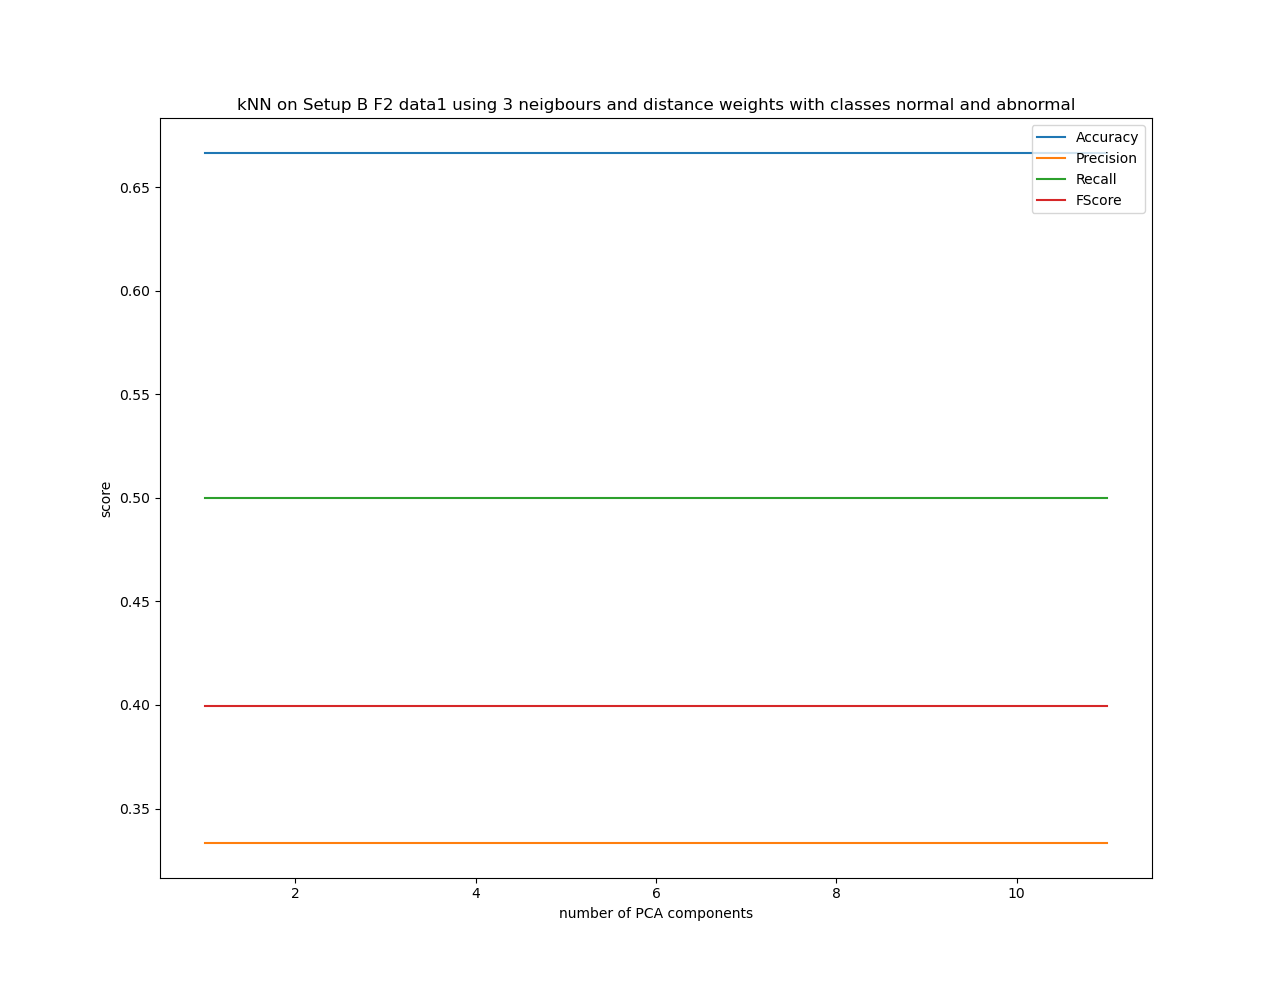 kNN on Setup B F2 data1 using 3 neigbours and distance weights with classes normal and abnormal
Accuracy
Precision
Recall
FScore
0.65
0.60
0.55
0.50
0.45
0.40
0.35
score
2 4 6 8 10
number of PCA components